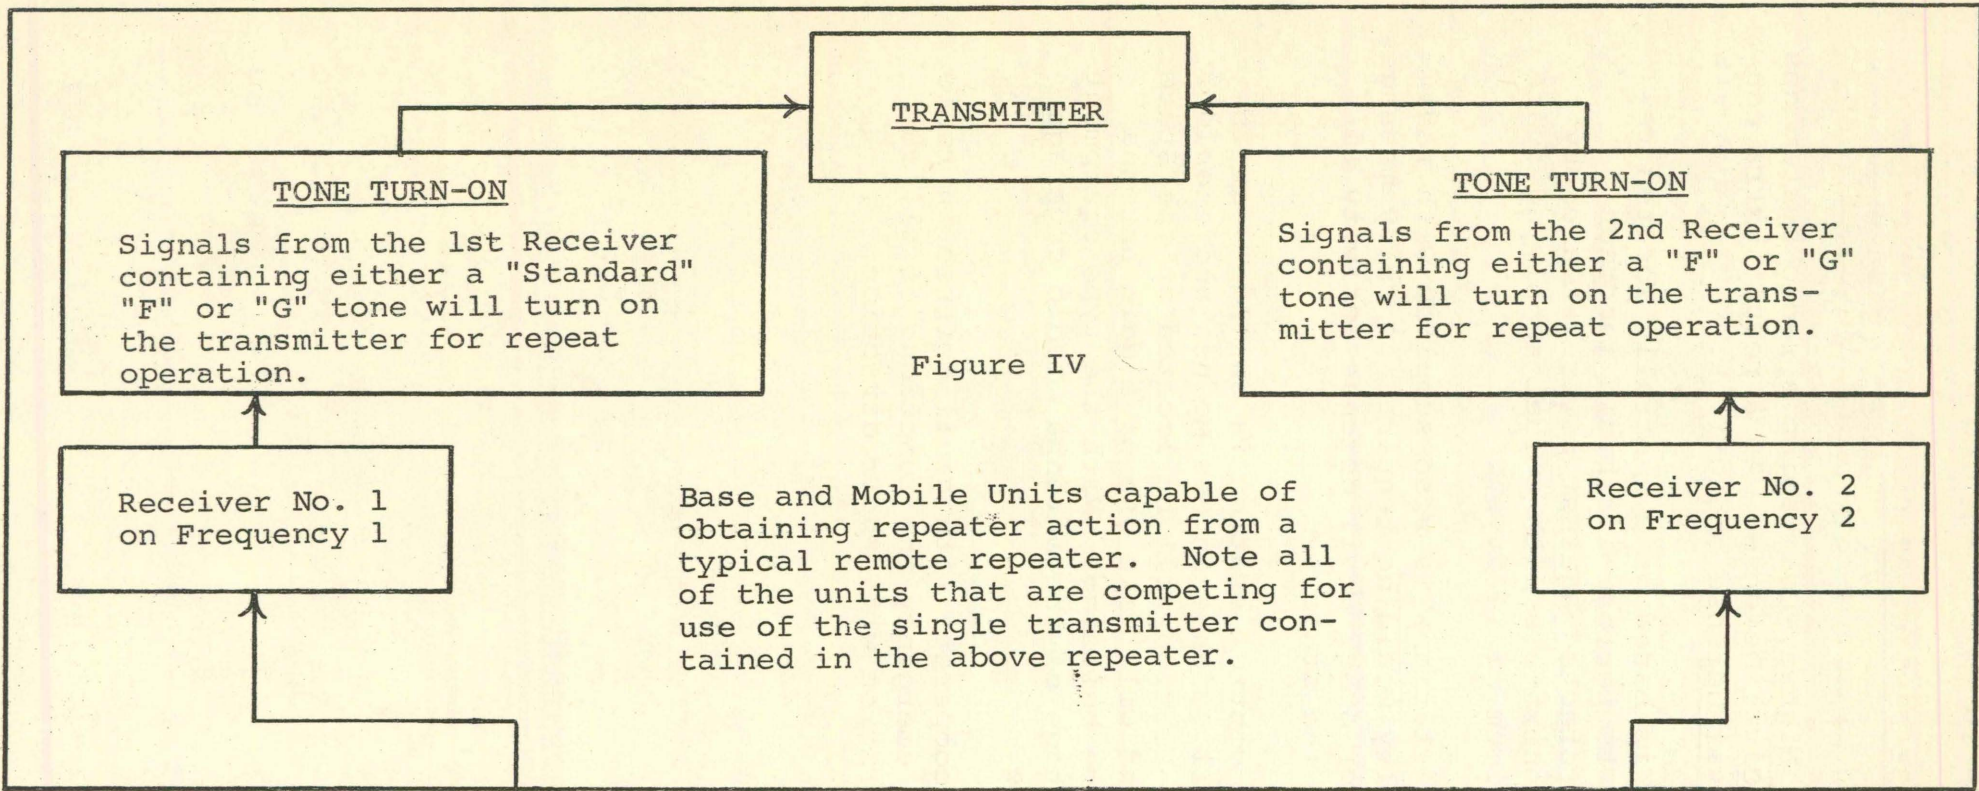 TRANSMITTER
TONE TURN-ON
Signals from the 1st Receiver
containing either a "Standard"
"F" or "G" tone will turn on
the transmitter for repeat
operation.
TONE TURN-ON
Signals from the 2nd Receiver
containing either a "F" or "G"
tone will turn on the trans-
mitter for repeat operation.
Figure IV
Receiver No. 1
on Frequency 1
Base and Mobile Units capable of
obtaining repeater action from a
typical remote repeater.  Note all
of the units that are competing for
use of the single transmitter con-
tained in the above repeater.
Receiver No. 2
on Frequency 2